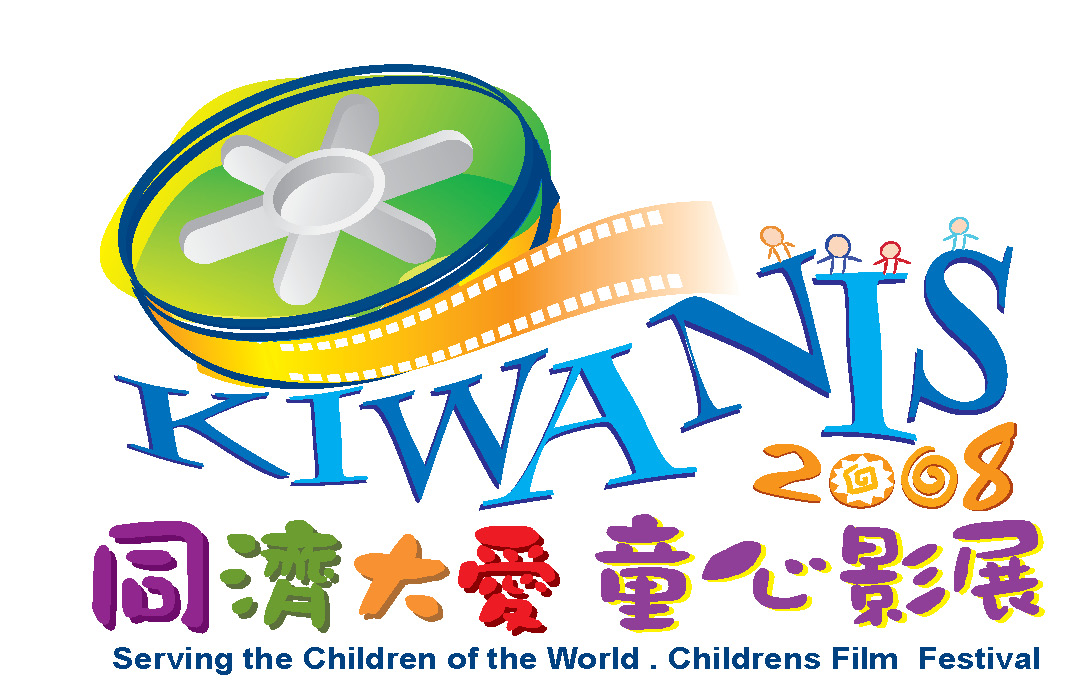 KIWANIS
2008
同濟大愛 童心影展
Serving the Children of the World . Childrens Film Festival